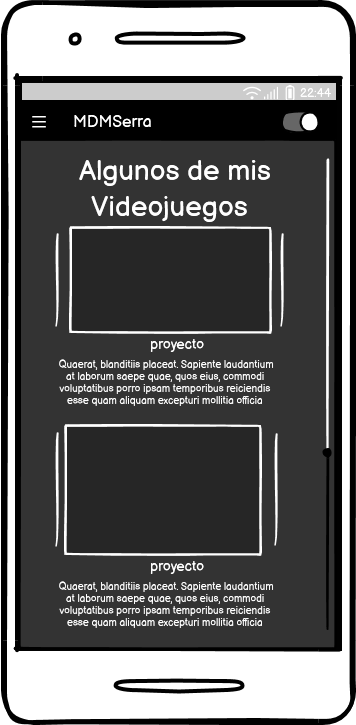 22:44
MDMSerra
Algunos de mis
Videojuegos
proyecto
Quaerat, blanditiis placeat. Sapiente laudantium
at laborum saepe quae, quos eius, commodi
voluptatibus porro ipsam temporibus reiciendis
esse quam aliquam excepturi mollitia officia
proyecto
Quaerat, blanditiis placeat. Sapiente laudantium
at laborum saepe quae, quos eius, commodi
voluptatibus porro ipsam temporibus reiciendis
esse quam aliquam excepturi mollitia officia